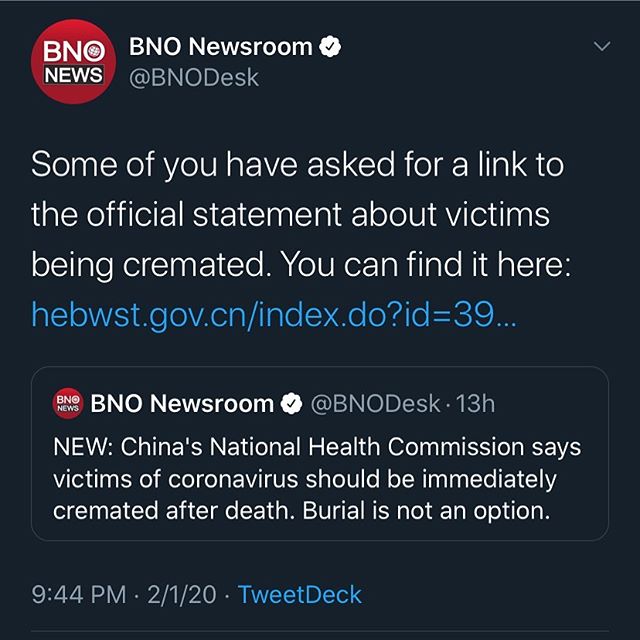 BNO
NEWS
BNO Newsroom
@BNODesk
Some of you have asked for a link to
the official statement about victims
being cremated. You can find it here:
hebwst.gov.cn/index.do?id=39...
BNO
NEWS
BNO Newsroom @BNODesk · 13h
NEW: China's National Health Commission says
victims of coronavirus should be immediately
cremated after death. Burial is not an option.
9:44 PM · 2/1/20 · TweetDeck